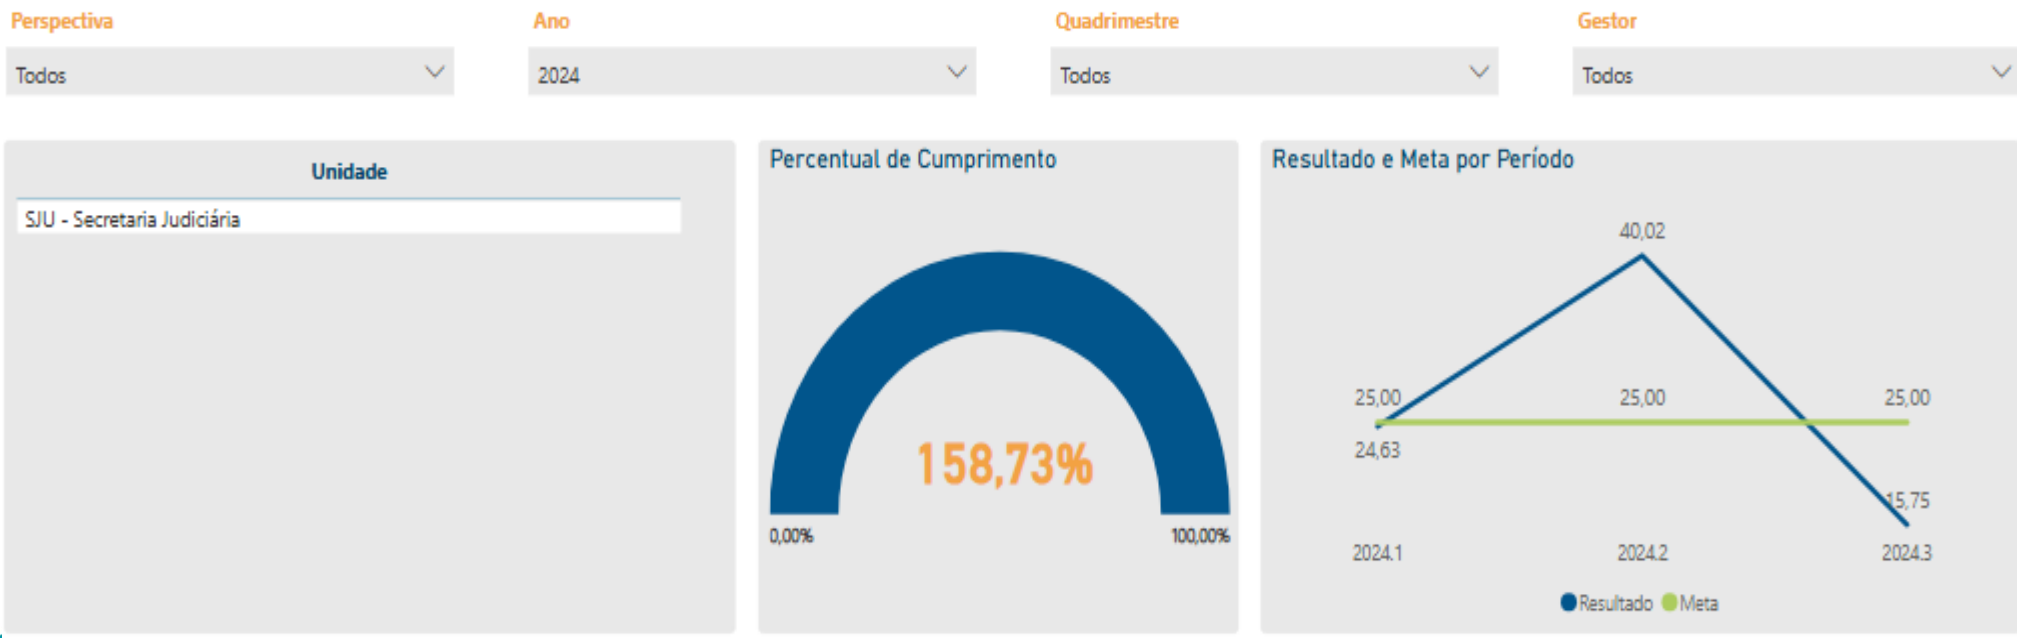 Perspectiva
Ano
Quadrimestre
Gestor
Todos
2024
Todos
Todos
Unidade
SJU - Secretaria Judiciária
Percentual de Cumprimento
158,73%
0,00%
100,00%
Resultado e Meta por Período
40,02
25,00
25,00
25,00
24,63
15,75
2024.1
2024.2
2024.3
Resultado
Meta